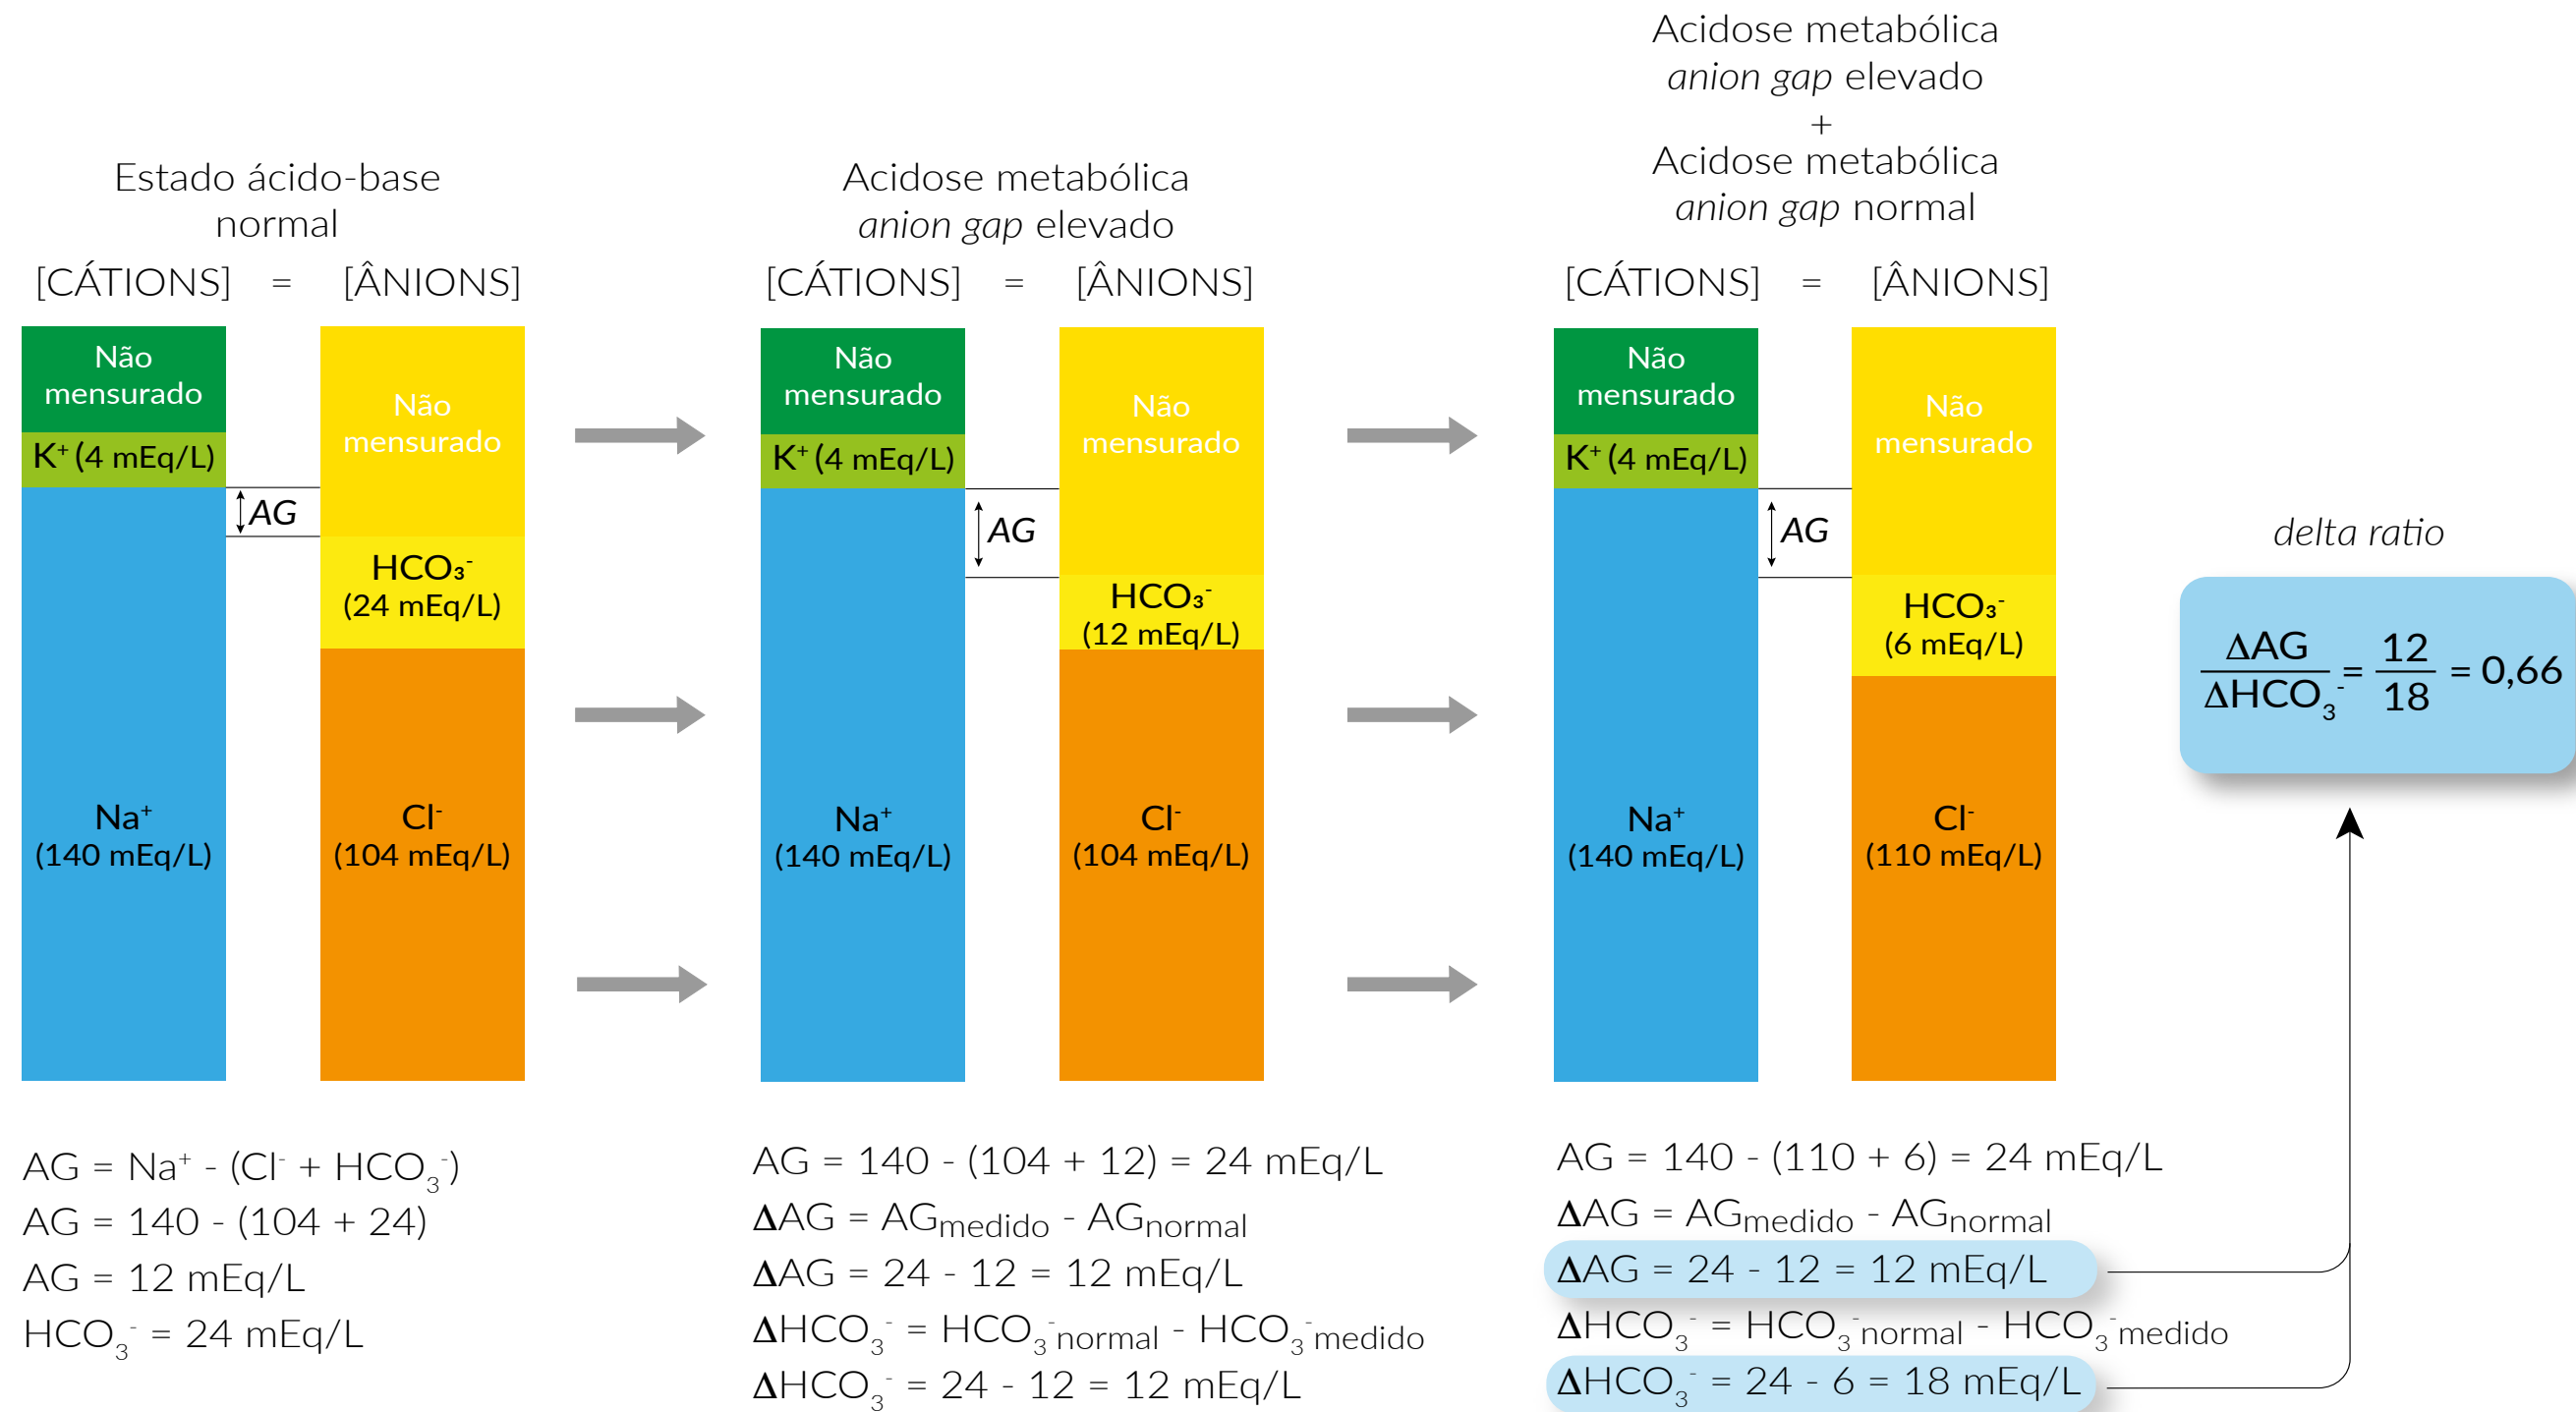 Estado ácido-base
normal
[CÁTIONS] = [ÂNIONS]
Não
mensurado
K⁺ (4 mEq/L)
Na⁺
(140 mEq/L)
AG
Não
mensurado
HCO₃⁻
(24 mEq/L)
Cl⁻
(104 mEq/L)
AG = Na⁺ - (Cl⁻ + HCO₃⁻)
AG = 140 - (104 + 24)
AG = 12 mEq/L
HCO₃⁻ = 24 mEq/L
Acidose metabólica
anion gap elevado
[CÁTIONS] = [ÂNIONS]
Não
mensurado
K⁺ (4 mEq/L)
Na⁺
(140 mEq/L)
AG
Não
mensurado
HCO₃⁻
(12 mEq/L)
Cl⁻
(104 mEq/L)
AG = 140 - (104 + 12) = 24 mEq/L
ΔAG = AGmedido - AGnormal
ΔAG = 24 - 12 = 12 mEq/L
ΔHCO₃⁻ = HCO₃⁻normal - HCO₃⁻medido
ΔHCO₃⁻ = 24 - 12 = 12 mEq/L
Acidose metabólica
anion gap elevado
+
Acidose metabólica
anion gap normal
[CÁTIONS] = [ÂNIONS]
Não
mensurado
K⁺ (4 mEq/L)
Na⁺
(140 mEq/L)
AG
Não
mensurado
HCO₃⁻
(6 mEq/L)
Cl⁻
(110 mEq/L)
AG = 140 - (110 + 6) = 24 mEq/L
ΔAG = AGmedido - AGnormal
ΔAG = 24 - 12 = 12 mEq/L
ΔHCO₃⁻ = HCO₃⁻normal - HCO₃⁻medido
ΔHCO₃⁻ = 24 - 6 = 18 mEq/L
delta ratio
ΔAG/ΔHCO₃⁻ = 12/18 = 0,66